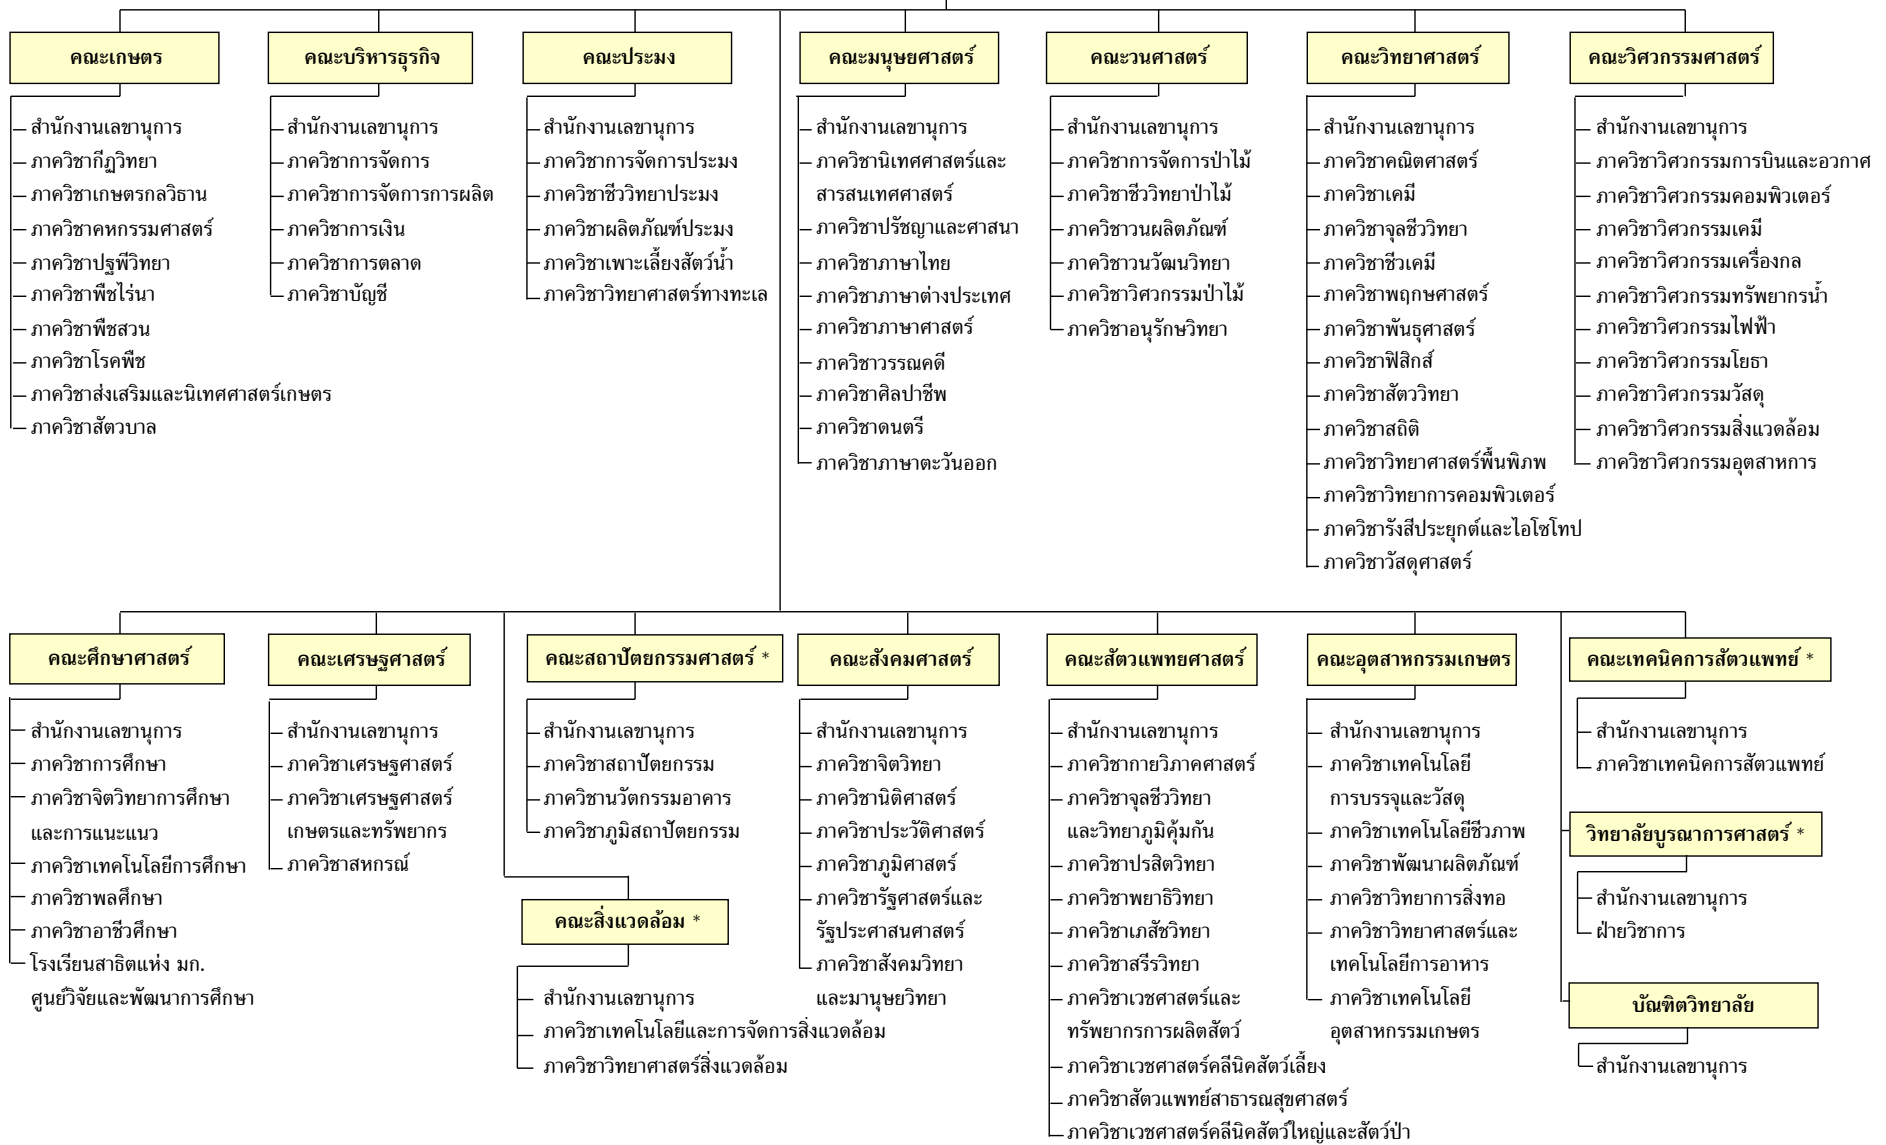 คณะเกษตร
สำนักงานเลขานุการ
ภาควิชากีฏวิทยา
ภาควิชาเกษตรกลวิธาน
ภาควิชาคหกรรมศาสตร์
ภาควิชาปฐพีวิทยา
ภาควิชาพืชไร่นา
ภาควิชาพืชสวน
ภาควิชาโรคพืช
ภาควิชาส่งเสริมและนิเทศศาสตร์เกษตร
ภาควิชาสัตวบาล
คณะบริหารธุรกิจ
สำนักงานเลขานุการ
ภาควิชาการจัดการ
ภาควิชาการจัดการการผลิต
ภาควิชาการเงิน
ภาควิชาการตลาด
ภาควิชาบัญชี
คณะประมง
สำนักงานเลขานุการ
ภาควิชาการจัดการประมง
ภาควิชาชีววิทยาประมง
ภาควิชาผลิตภัณฑ์ประมง
ภาควิชาเพาะเลี้ยงสัตว์น้ำ
ภาควิชาวิทยาศาสตร์ทางทะเล
คณะมนุษยศาสตร์
สำนักงานเลขานุการ
ภาควิชานิเทศศาสตร์และ
สารสนเทศศาสตร์
ภาควิชาปรัชญาและศาสนา
ภาควิชาภาษาไทย
ภาควิชาภาษาต่างประเทศ
ภาควิชาภาษาศาสตร์
ภาควิชาวรรณคดี
ภาควิชาศิลปาชีพ
ภาควิชาดนตรี
ภาควิชาภาษาตะวันออก
คณะวนศาสตร์
สำนักงานเลขานุการ
ภาควิชาการจัดการป่าไม้
ภาควิชาชีววิทยาป่าไม้
ภาควิชาวนผลิตภัณฑ์
ภาควิชาวนวัฒนวิทยา
ภาควิชาวิศวกรรมป่าไม้
ภาควิชาอนุรักษวิทยา
คณะวิทยาศาสตร์
สำนักงานเลขานุการ
ภาควิชาคณิตศาสตร์
ภาควิชาเคมี
ภาควิชาจุลชีววิทยา
ภาควิชาชีวเคมี
ภาควิชาพฤกษศาสตร์
ภาควิชาพันธุศาสตร์
ภาควิชาฟิสิกส์
ภาควิชาสัตววิทยา
ภาควิชาสถิติ
ภาควิชาวิทยาศาสตร์พื้นพิภพ
ภาควิชาวิทยาการคอมพิวเตอร์
ภาควิชารังสีประยุกต์และไอโซโทป
ภาควิชาวัสดุศาสตร์
คณะวิศวกรรมศาสตร์
สำนักงานเลขานุการ
ภาควิชาวิศวกรรมการบินและอวกาศ
ภาควิชาวิศวกรรมคอมพิวเตอร์
ภาควิชาวิศวกรรมเคมี
ภาควิชาวิศวกรรมเครื่องกล
ภาควิชาวิศวกรรมทรัพยากรน้ำ
ภาควิชาวิศวกรรมไฟฟ้า
ภาควิชาวิศวกรรมโยธา
ภาควิชาวิศวกรรมวัสดุ
ภาควิชาวิศวกรรมสิ่งแวดล้อม
ภาควิชาวิศวกรรมอุตสาหการ
คณะศึกษาศาสตร์
สำนักงานเลขานุการ
ภาควิชาการศึกษา
ภาควิชาจิตวิทยาการศึกษา
และการแนะแนว
ภาควิชาเทคโนโลยีการศึกษา
ภาควิชาพลศึกษา
ภาควิชาอาชีวศึกษา
โรงเรียนสาธิตแห่ง มก.
ศูนย์วิจัยและพัฒนาการศึกษา
คณะเศรษฐศาสตร์
สำนักงานเลขานุการ
ภาควิชาเศรษฐศาสตร์
ภาควิชาเศรษฐศาสตร์
เกษตรและทรัพยากร
ภาควิชาสหกรณ์
คณะสถาปัตยกรรมศาสตร์ *
สำนักงานเลขานุการ
ภาควิชาสถาปัตยกรรม
ภาควิชานวัตกรรมอาคาร
ภาควิชาภูมิสถาปัตยกรรม
คณะสิ่งแวดล้อม *
สำนักงานเลขานุการ
ภาควิชาเทคโนโลยีและการจัดการสิ่งแวดล้อม
ภาควิชาวิทยาศาสตร์สิ่งแวดล้อม
คณะสังคมศาสตร์
สำนักงานเลขานุการ
ภาควิชาจิตวิทยา
ภาควิชานิติศาสตร์
ภาควิชาประวัติศาสตร์
ภาควิชาภูมิศาสตร์
ภาควิชารัฐศาสตร์และ
รัฐประศาสนศาสตร์
ภาควิชาสังคมวิทยา
และมานุษยวิทยา
คณะสัตวแพทยศาสตร์
สำนักงานเลขานุการ
ภาควิชากายวิภาคศาสตร์
ภาควิชาจุลชีววิทยา
และวิทยาภูมิคุ้มกัน
ภาควิชาปรสิตวิทยา
ภาควิชาพยาธิวิทยา
ภาควิชาเภสัชวิทยา
ภาควิชาสรีรวิทยา
ภาควิชาเวชศาสตร์และ
ทรัพยากรการผลิตสัตว์
ภาควิชาเวชศาสตร์คลีนิคสัตว์เลี้ยง
ภาควิชาสัตวแพทย์สาธารณสุขศาสตร์
ภาควิชาเวชศาสตร์คลีนิคสัตว์ใหญ่และสัตว์ป่า
คณะอุตสาหกรรมเกษตร
สำนักงานเลขานุการ
ภาควิชาเทคโนโลยี
การบรรจุและวัสดุ
ภาควิชาเทคโนโลยีชีวภาพ
ภาควิชาพัฒนาผลิตภัณฑ์
ภาควิชาวิทยาการสิ่งทอ
ภาควิชาวิทยาศาสตร์และ
เทคโนโลยีการอาหาร
ภาควิชาเทคโนโลยี
อุตสาหกรรมเกษตร
คณะเทคนิคการสัตวแพทย์ *
สำนักงานเลขานุการ
ภาควิชาเทคนิคการสัตวแพทย์
วิทยาลัยบูรณาการศาสตร์ *
สำนักงานเลขานุการ
ฝ่ายวิชาการ
บัณฑิตวิทยาลัย
สำนักงานเลขานุการ